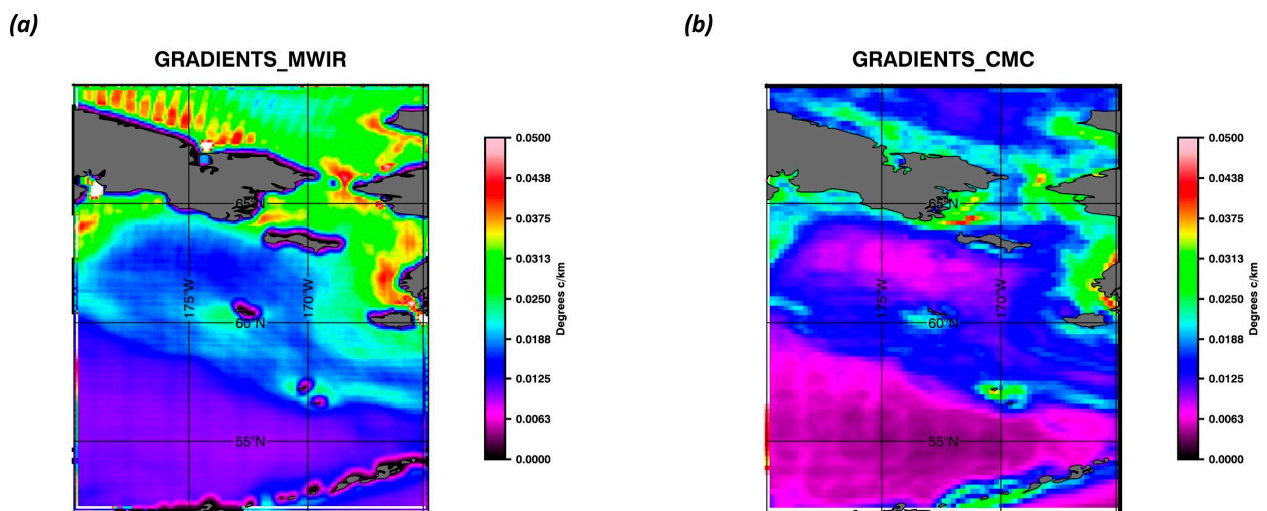 (a)
GRADIENTS_MWIR
0.0500
0.0438
0.0375
0.0313
0.0250
0.0188
0.0125
0.0063
0.0000
Degrees c/km
65°N
60°N
55°N
175°W
170°W
(b)
GRADIENTS_CMC
0.0500
0.0438
0.0375
0.0313
0.0250
0.0188
0.0125
0.0063
0.0000
Degrees c/km
65°N
60°N
55°N
175°W
170°W